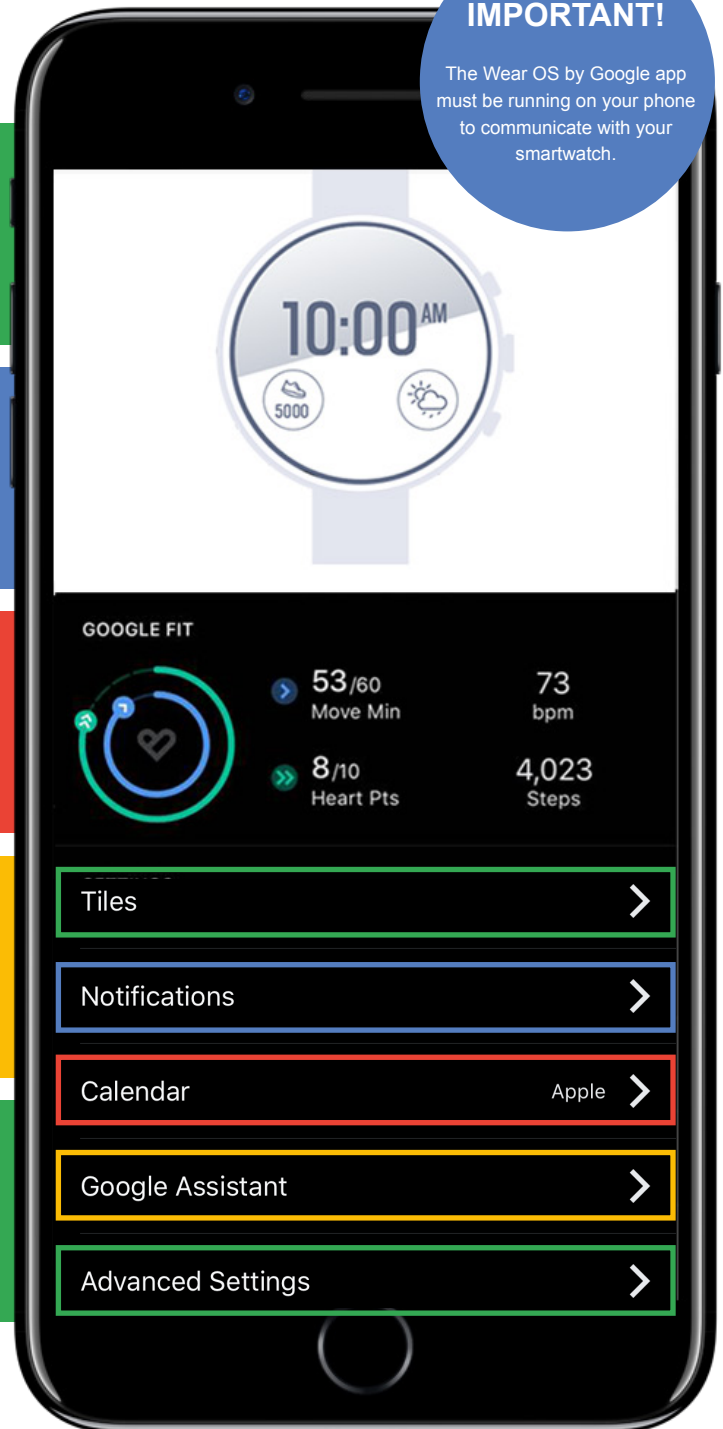 IMPORTANT!
The Wear OS by Google app
must be running on your phone
to communicate with your
smartwatch.
10:00 AM
5000
GOOGLE FIT
53/60
Move Min
73
bpm
8/10
Heart Pts
4,023
Steps
Tiles
Notifications
Calendar
Apple
Google Assistant
Advanced Settings